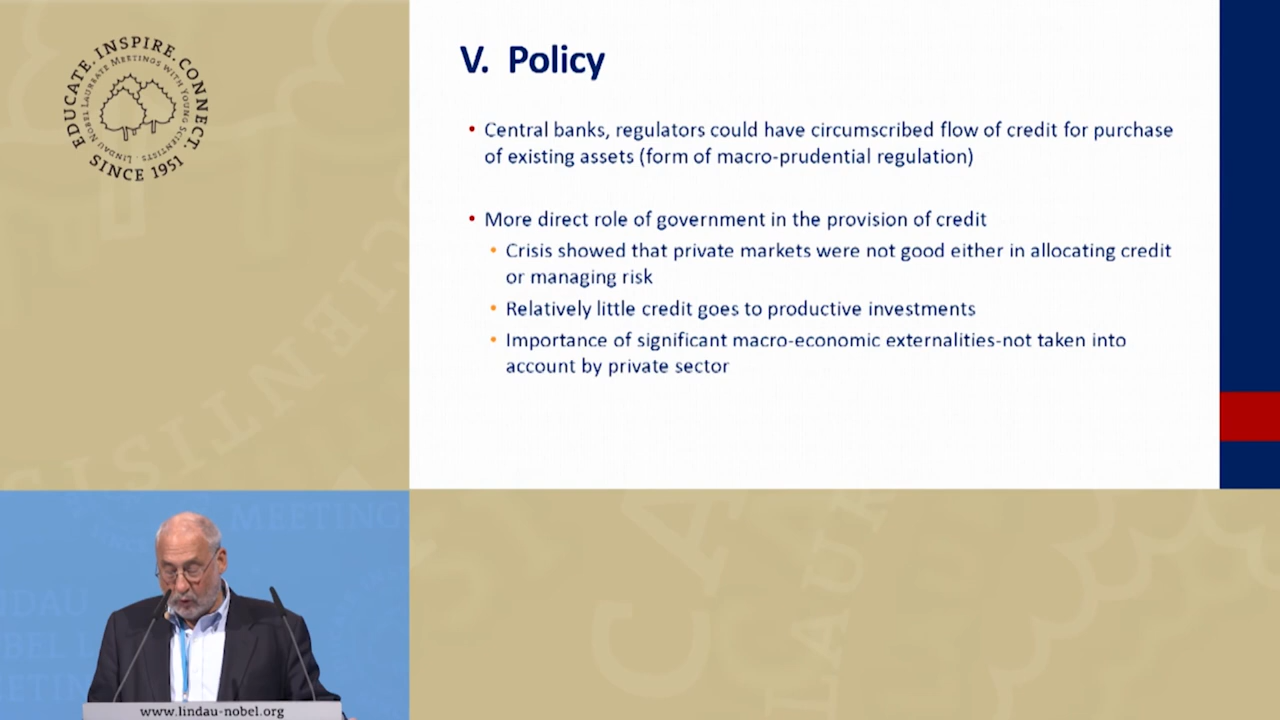 EDUCATE. INSPIRE. CONNECT.
LINDAU NOBEL LAUREATE MEETINGS WITH YOUNG SCIENTISTS
SINCE 1951
V. Policy
• Central banks, regulators could have circumscribed flow of credit for purchase
of existing assets (form of macro-prudential regulation)
• More direct role of government in the provision of credit
• Crisis showed that private markets were not good either in allocating credit
or managing risk
• Relatively little credit goes to productive investments
• Importance of significant macro-economic externalities-not taken into
account by private sector
MEETING
www.lindau-nobel.org